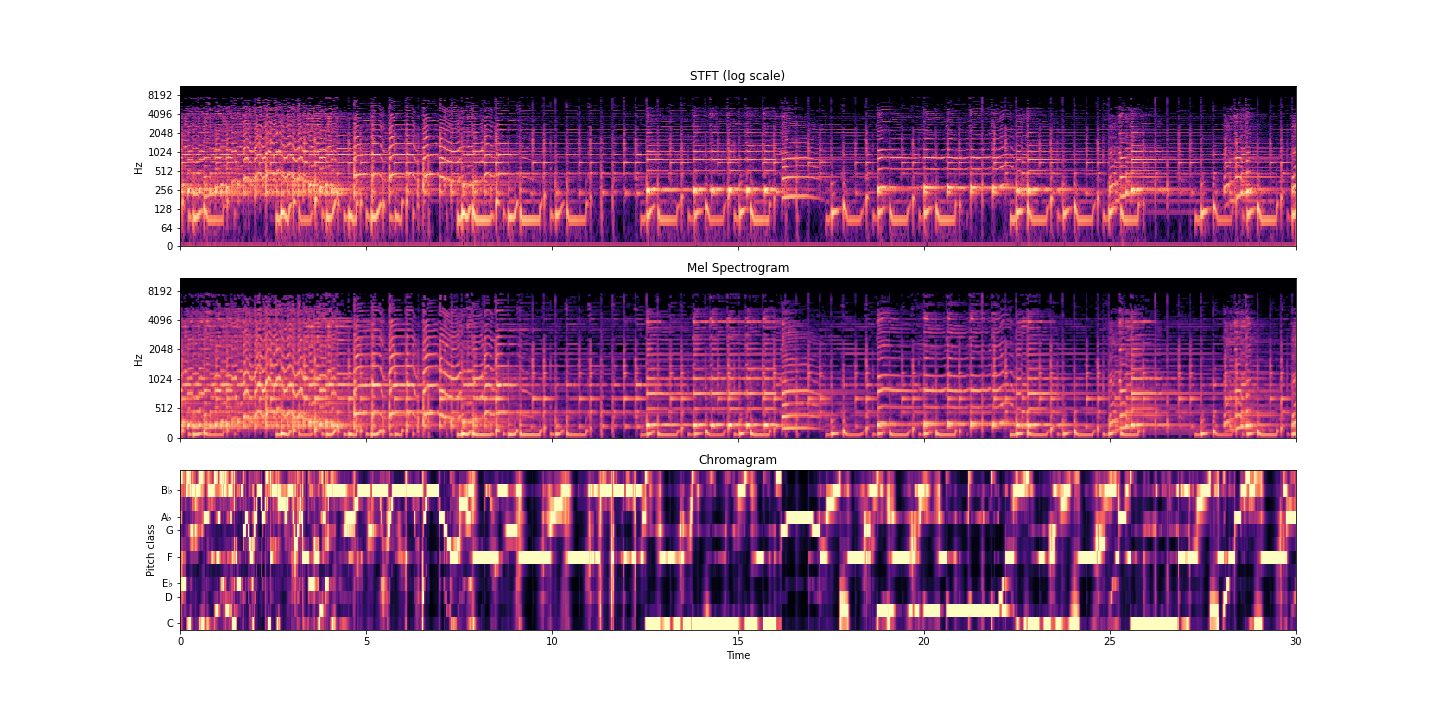 STFT (log scale)
8192
4096
2048
1024
512
256
128
64
0
Hz
Mel Spectrogram
8192
4096
2048
1024
512
0
Hz
Chromagram
B♭
A♭
G
F
E♭
D
C
Pitch class
0 5 10 15 20 25 30
Time